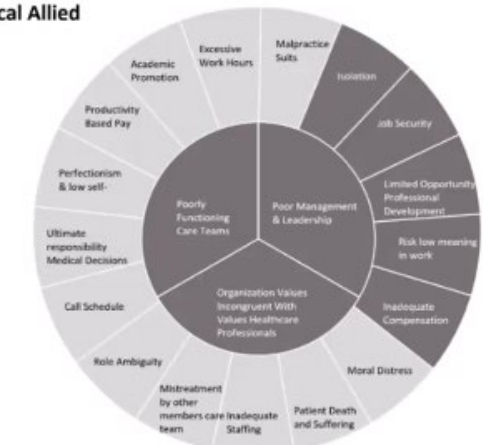 cal Allied
Malpractice
Suits
Isolation
Job Security
Limited Opportunity
Professional
Development
Risk low meaning
in work
Inadequate
Compensation
Moral Distress
Patient Death
and Suffering
Inadequate
Staffing
Mistreatment
by other
members care
team
Role Ambiguity
Call Schedule
Ultimate
responsibility
Medical Decisions
Perfectionism
& low self-
Productivity
Based Pay
Academic
Promotion
Excessive
Work Hours
Poorly
Functioning
Care Teams
Poor Management
& Leadership
Organization Values
Incongruent With
Values Healthcare
Professionals